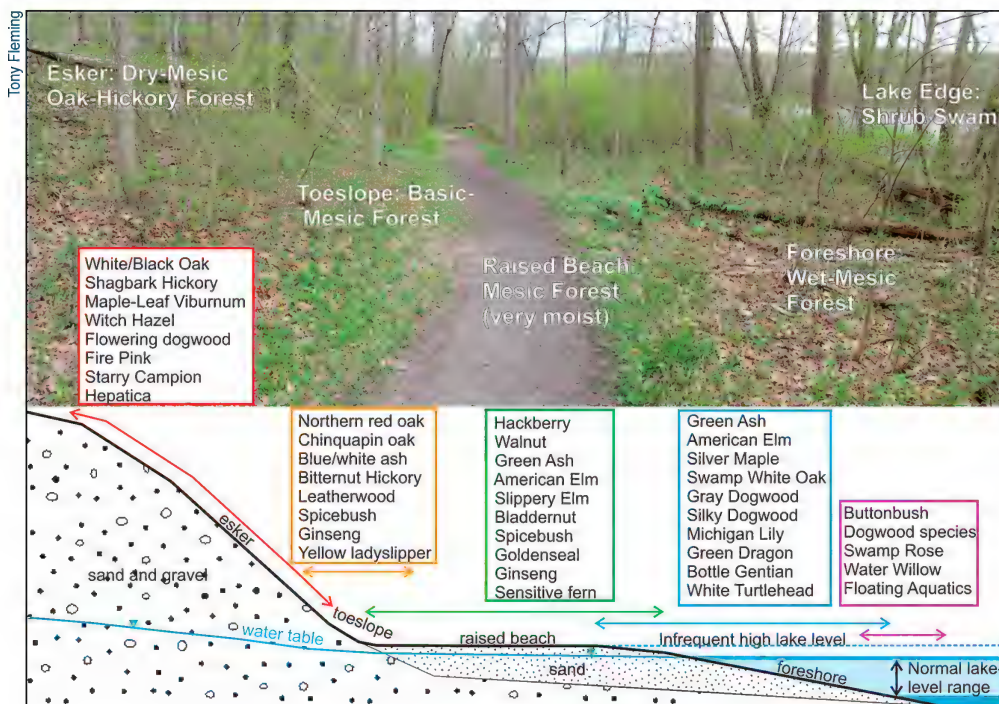 Tony Fleming
Esker: Dry-Mesic
Oak-Hickory Forest
Lake Edge:
Shrub Swam
Toeslope: Basic-
Mesic Forest
Raised Beach
Mesic Forest
(very moist)
Foreshore:
Wet-Mesic
Forest
White/Black Oak
Shagbark Hickory
Maple-Leaf Viburnum
Witch Hazel
Flowering dogwood
Fire Pink
Starry Campion
Hepatica
Northern red oak
Chinquapin oak
Blue/white ash
Bitternut Hickory
Leatherwood
Spicebush
Ginseng
Yellow ladyslipper
Hackberry
Walnut
Green Ash
American Elm
Slippery Elm
Bladdernut
Spicebush
Goldenseal
Ginseng
Sensitive fern
Green Ash
American Elm
Silver Maple
Swamp White Oak
Gray Dogwood
Silky Dogwood
Michigan Lily
Green Dragon
Bottle Gentian
White Turtlehead
Buttonbush
Dogwood species
Swamp Rose
Water Willow
Floating Aquatics
esker
sand and gravel
toeslope
water table
raised beach
Infrequent high lake level
sand
foreshore
Normal lake-
level range